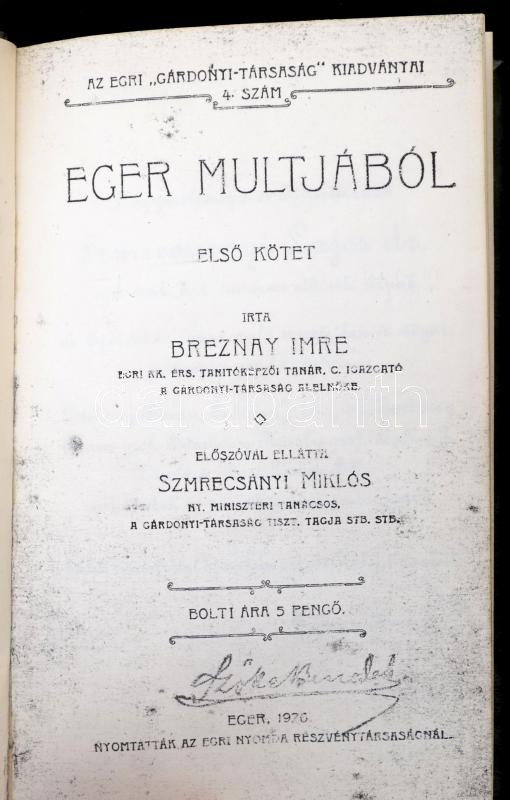 AZ EGRI „GÁRDONYI-TÁRSASÁG" KIADVÁNYAI
4. SZÁM
EGER MULTJÁBÓL
ELSŐ KÖTET
IRTA
BREZNAY IMRE
EGRI ÉRS. TANITÓKÉPZŐI TANÁR, C. IGAZGATÓ
A GÁRDONYI-TÁRSASÁG ALELNÖKE.
darabanth
ELŐSZÓVAL ELLÁTTA
SZMRECSÁNYI MIKLÓS
NY. MINISZTERI TANÁCSOS,
A GÁRDONYI-TÁRSASÁG TISZT. TAGJA STB. STB.
BOLTI ÁRA 5 PENGŐ.
Szőke
EGER, 1926
NYOMTATTÁK AZ EGRI NYOMDA RÉSZVÉNYTÁRSASÁGNÁL.